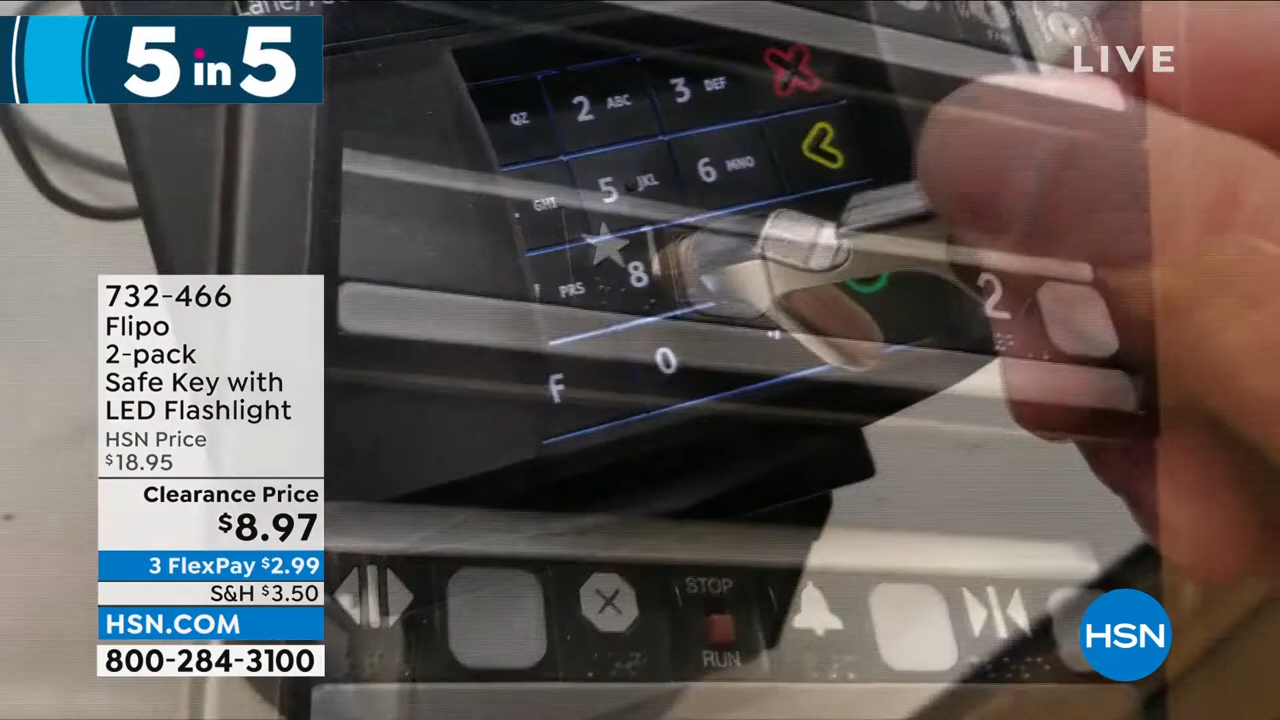 5 in 5
LIVE
732-466
Flipo
2-pack
Safe Key with
LED Flashlight
HSN Price
$18.95
Clearance Price
$8.97
3 FlexPay $2.99
S&H $3.50
HSN.COM
800-284-3100
QZ 2 ABC 3 DEF
GHI 5 JKL 6 MNO
PRS 8
F 0
2
STOP
RUN
HSN